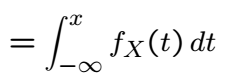 = ∫_{-∞}^{x} f_X(t) dt